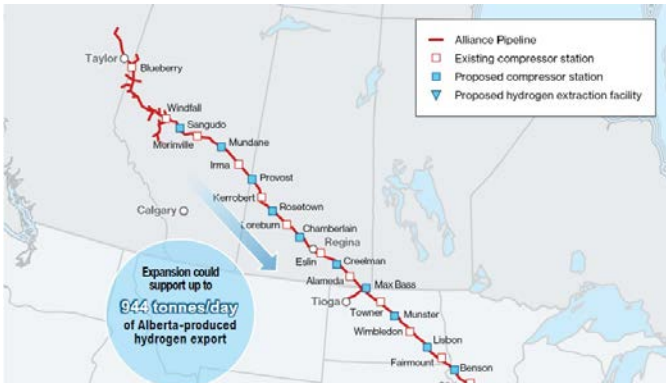 Alliance Pipeline
Existing compressor station
Proposed compressor station
Proposed hydrogen extraction facility
Taylor
Blueberry
Windfall
Sangudo
Morinville
Mundane
Irma
Provost
Kerrobert
Rosetown
Calgary
Loreburn
Chamberlain
Regina
Eslin
Creelman
Alameda
Max Bass
Tioga
Towner
Munster
Wimbledon
Lisbon
Fairmount
Benson
Expansion could
support up to
944 tonnes/day
of Alberta-produced
hydrogen export